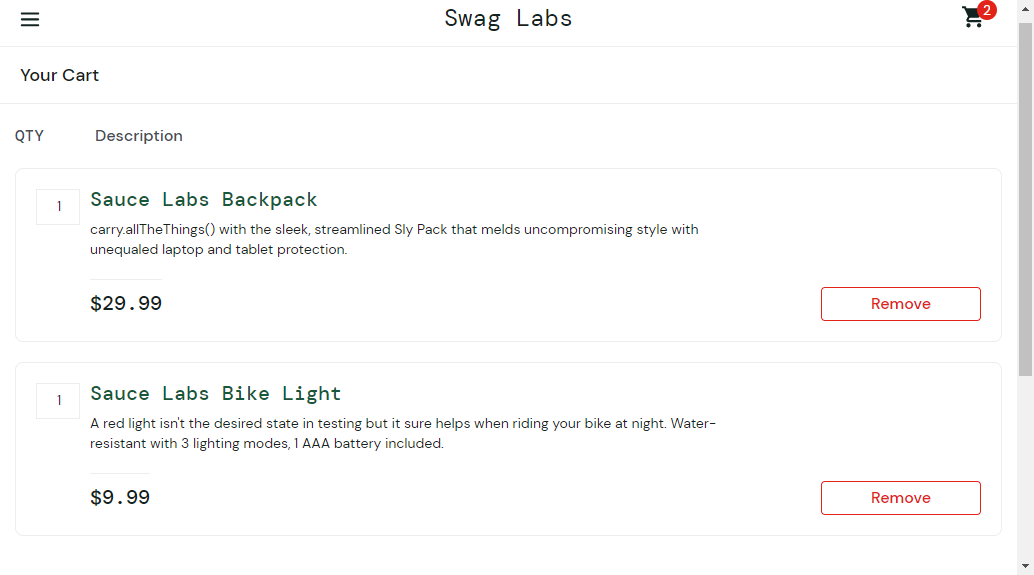 Swag Labs
2
Your Cart
QTY Description
1
Sauce Labs Backpack
carry.allTheThings() with the sleek, streamlined Sly Pack that melds uncompromising style with
unequaled laptop and tablet protection.
$29.99
Remove
1
Sauce Labs Bike Light
A red light isn't the desired state in testing but it sure helps when riding your bike at night. Water-
resistant with 3 lighting modes, 1 AAA battery included.
$9.99
Remove